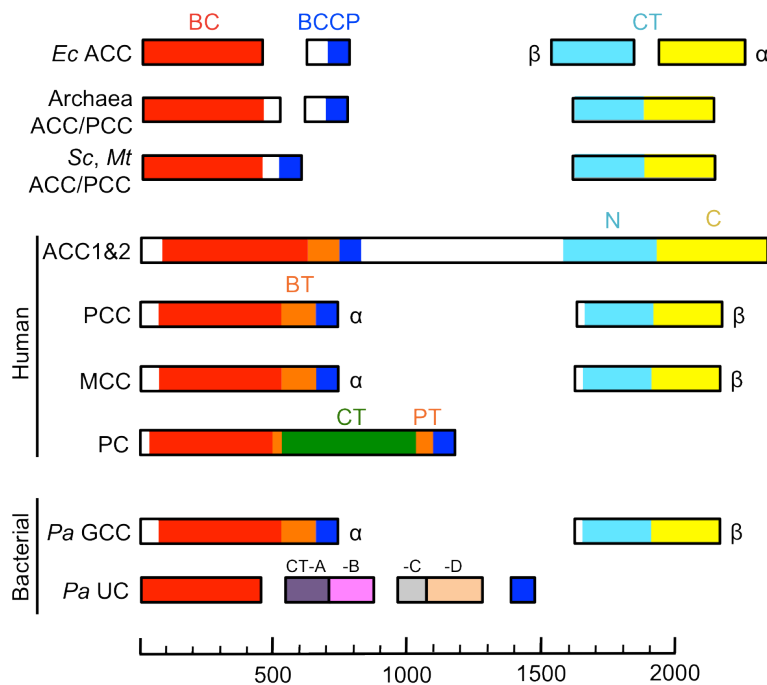 BC BCCP CT
Ec ACC β α
Archaea
ACC/PCC
Sc, Mt
ACC/PCC
N C
ACC1&2
BT
PCC α β
MCC α β
CT PT
PC
Human
Pa GCC α β
CT-A -B -C -D
Pa UC
Bacterial
500 1000 1500 2000